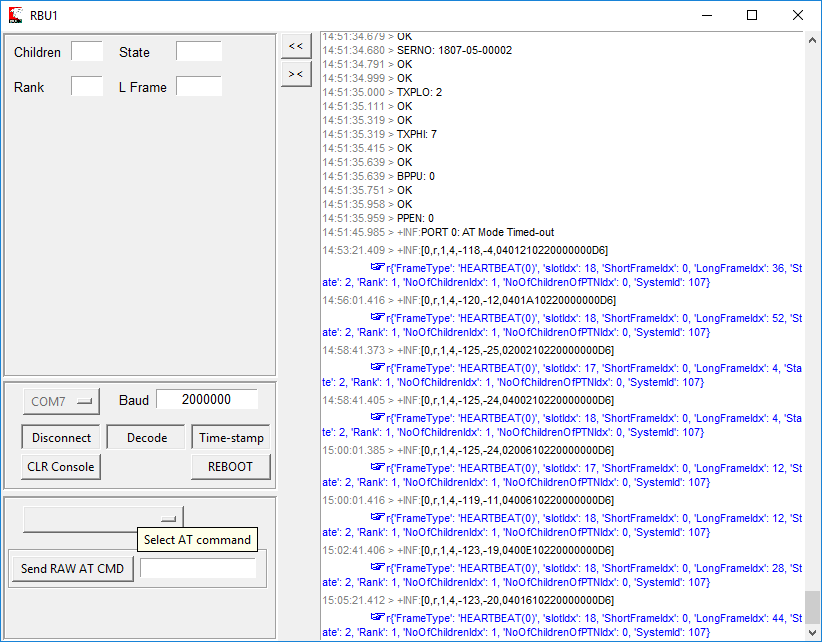 RBU1
Children
State
Rank
L Frame
<<
><
COM7
Baud
2000000
Disconnect
Decode
Time-stamp
CLR Console
REBOOT
Select AT command
Send RAW AT CMD
14:51:34.679 > OK
14:51:34.680 > SERNO: 1807-05-00002
14:51:34.791 > OK
14:51:34.999 > OK
14:51:35.000 > TXPLO: 2
14:51:35.111 > OK
14:51:35.319 > OK
14:51:35.319 > TXPHI: 7
14:51:35.415 > OK
14:51:35.639 > OK
14:51:35.639 > BPPU: 0
14:51:35.751 > OK
14:51:35.958 > OK
14:51:35.959 > PPEN: 0
14:51:45.985 > +INF:PORT 0: AT Mode Timed-out
14:53:21.409 > +INF:[0,r,1,4,-118,-4,0401210220000000D6]
☞r{'FrameType': 'HEARTBEAT(0)', 'slotIdx': 18, 'ShortFrameIdx': 0, 'LongFrameIdx': 36, 'St
ate': 2, 'Rank': 1, 'NoOfChildrenIdx': 1, 'NoOfChildrenOfPTNIdx': 0, 'SystemId': 107}
14:56:01.416 > +INF:[0,r,1,4,-120,-12,0401A10220000000D6]
☞r{'FrameType': 'HEARTBEAT(0)', 'slotIdx': 18, 'ShortFrameIdx': 0, 'LongFrameIdx': 52, 'St
ate': 2, 'Rank': 1, 'NoOfChildrenIdx': 1, 'NoOfChildrenOfPTNIdx': 0, 'SystemId': 107}
14:58:41.373 > +INF:[0,r,1,4,-125,-25,0200210220000000D6]
☞r{'FrameType': 'HEARTBEAT(0)', 'slotIdx': 17, 'ShortFrameIdx': 0, 'LongFrameIdx': 4, 'Sta
te': 2, 'Rank': 1, 'NoOfChildrenIdx': 1, 'NoOfChildrenOfPTNIdx': 0, 'SystemId': 107}
14:58:41.405 > +INF:[0,r,1,4,-125,-24,0400210220000000D6]
☞r{'FrameType': 'HEARTBEAT(0)', 'slotIdx': 18, 'ShortFrameIdx': 0, 'LongFrameIdx': 4, 'Sta
te': 2, 'Rank': 1, 'NoOfChildrenIdx': 1, 'NoOfChildrenOfPTNIdx': 0, 'SystemId': 107}
15:00:01.385 > +INF:[0,r,1,4,-125,-24,0200610220000000D6]
☞r{'FrameType': 'HEARTBEAT(0)', 'slotIdx': 17, 'ShortFrameIdx': 0, 'LongFrameIdx': 12, 'St
ate': 2, 'Rank': 1, 'NoOfChildrenIdx': 1, 'NoOfChildrenOfPTNIdx': 0, 'SystemId': 107}
15:00:01.416 > +INF:[0,r,1,4,-119,-11,0400610220000000D6]
☞r{'FrameType': 'HEARTBEAT(0)', 'slotIdx': 18, 'ShortFrameIdx': 0, 'LongFrameIdx': 12, 'St
ate': 2, 'Rank': 1, 'NoOfChildrenIdx': 1, 'NoOfChildrenOfPTNIdx': 0, 'SystemId': 107}
15:02:41.406 > +INF:[0,r,1,4,-123,-19,0400E10220000000D6]
☞r{'FrameType': 'HEARTBEAT(0)', 'slotIdx': 18, 'ShortFrameIdx': 0, 'LongFrameIdx': 28, 'St
ate': 2, 'Rank': 1, 'NoOfChildrenIdx': 1, 'NoOfChildrenOfPTNIdx': 0, 'SystemId': 107}
15:05:21.412 > +INF:[0,r,1,4,-123,-20,0401610220000000D6]
☞r{'FrameType': 'HEARTBEAT(0)', 'slotIdx': 18, 'ShortFrameIdx': 0, 'LongFrameIdx': 44, 'St
ate': 2, 'Rank': 1, 'NoOfChildrenIdx': 1, 'NoOfChildrenOfPTNIdx': 0, 'SystemId': 107}